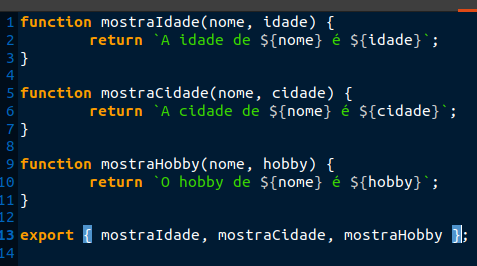 1 function mostraIdade(nome, idade) {
2         return `A idade de ${nome} é ${idade}`;
3 }
4
5 function mostraCidade(nome, cidade) {
6         return `A cidade de ${nome} é ${cidade}`;
7 }
8
9 function mostraHobby(nome, hobby) {
10         return `O hobby de ${nome} é ${hobby}`;
11 }
12
13 export { mostraIdade, mostraCidade, mostraHobby };
14